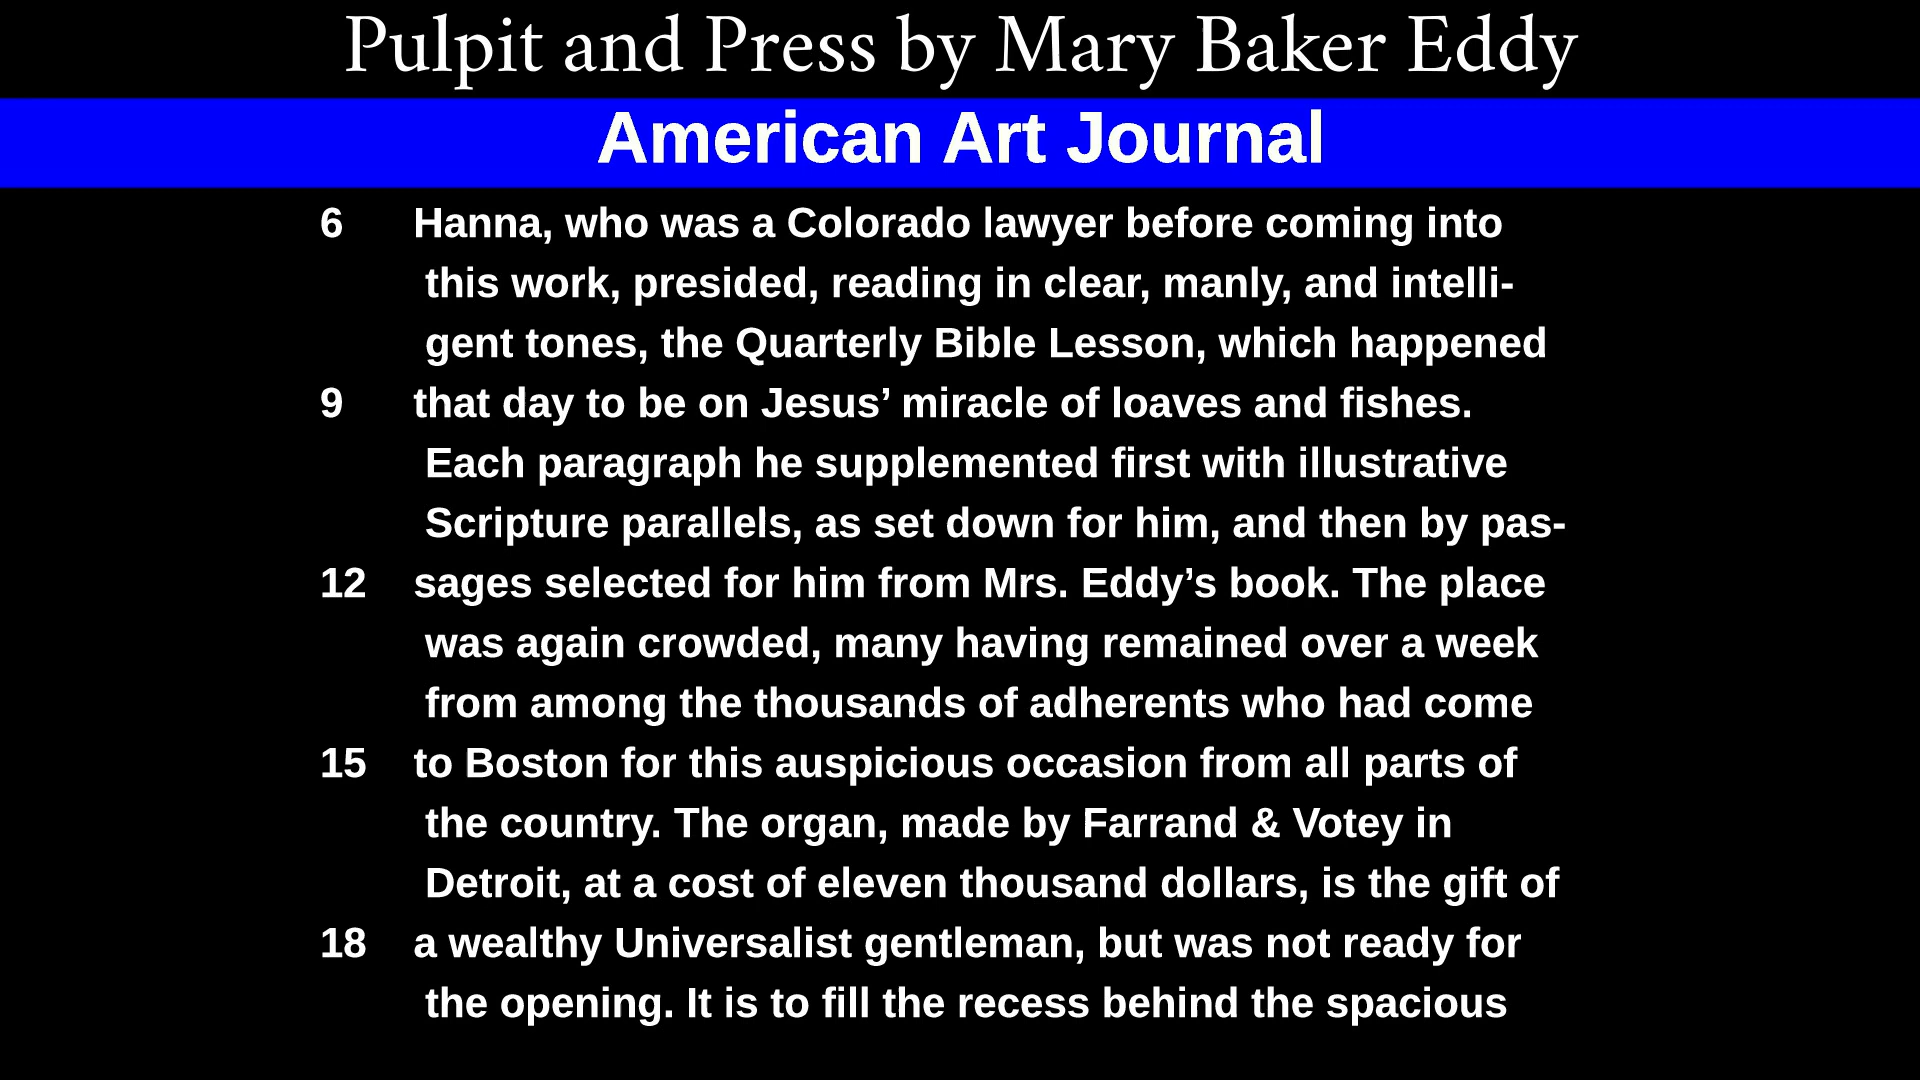 Pulpit and Press by Mary Baker Eddy
American Art Journal
6 Hanna, who was a Colorado lawyer before coming into
this work, presided, reading in clear, manly, and intelli-
gent tones, the Quarterly Bible Lesson, which happened
9 that day to be on Jesus’ miracle of loaves and fishes.
Each paragraph he supplemented first with illustrative
Scripture parallels, as set down for him, and then by pas-
12 sages selected for him from Mrs. Eddy’s book. The place
was again crowded, many having remained over a week
from among the thousands of adherents who had come
15 to Boston for this auspicious occasion from all parts of
the country. The organ, made by Farrand & Votey in
Detroit, at a cost of eleven thousand dollars, is the gift of
18 a wealthy Universalist gentleman, but was not ready for
the opening. It is to fill the recess behind the spacious